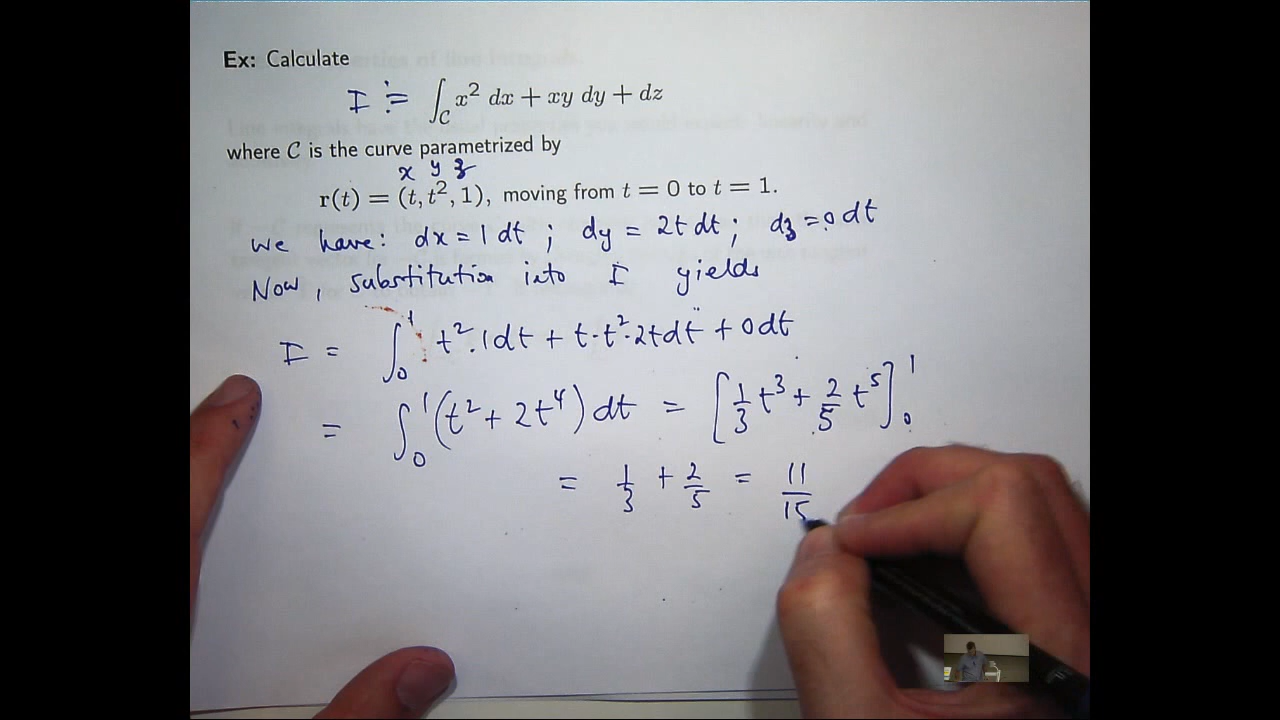 Ex: Calculate
I := ∫_C x² dx + xy dy + dz
where C is the curve parametrized by
x y z
r(t) = (t, t², 1), moving from t = 0 to t = 1.
We have: dx = 1 dt ; dy = 2t dt ; dz = 0 dt
Now, substitution into I yields
I = ∫₀¹ t².1dt + t.t².2tdt + 0dt
= ∫₀¹ (t² + 2t⁴) dt = [1/3 t³ + 2/5 t⁵]₀¹
= 1/3 + 2/5 = 11/15